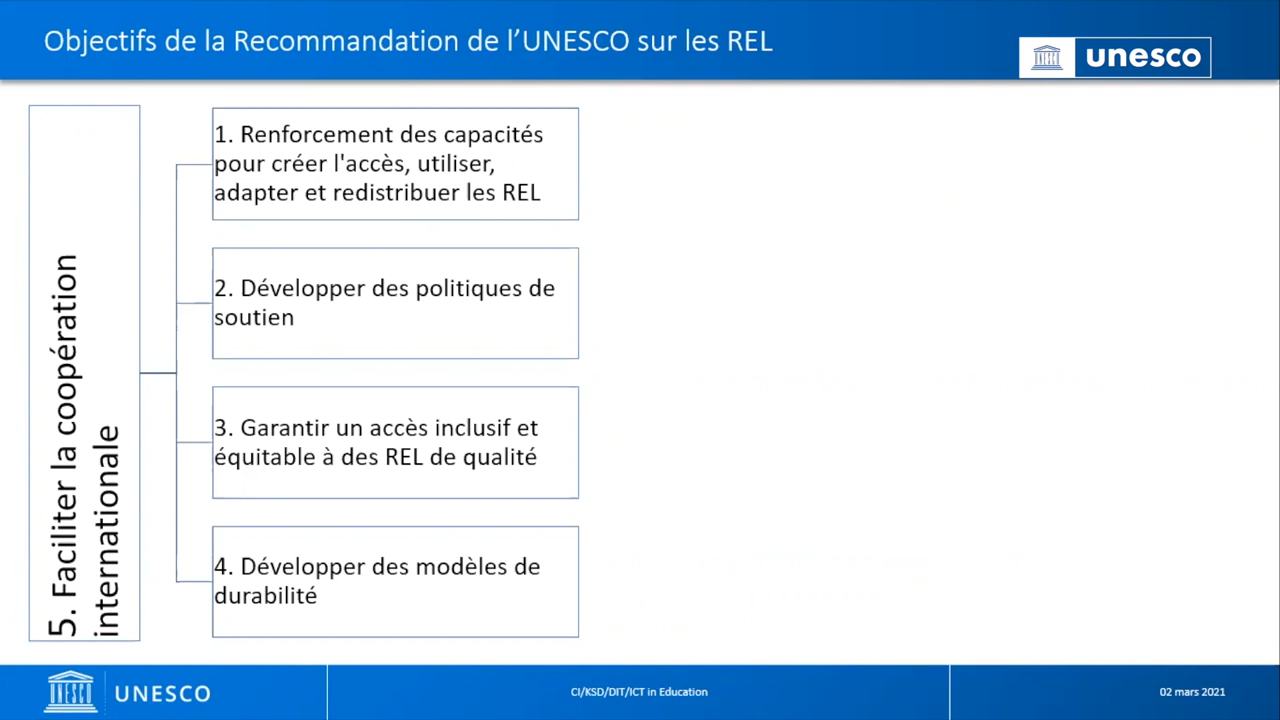 Objectifs de la Recommandation de l’UNESCO sur les REL
unesco
5. Faciliter la coopération
internationale
1. Renforcement des capacités
pour créer l'accès, utiliser,
adapter et redistribuer les REL
2. Développer des politiques de
soutien
3. Garantir un accès inclusif et
équitable à des REL de qualité
4. Développer des modèles de
durabilité
UNESCO
CI/KSD/DIT/ICT in Education
02 mars 2021